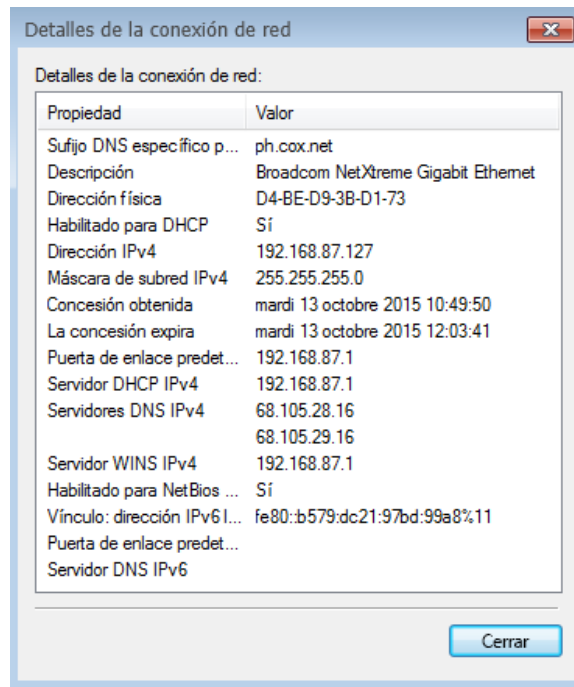 Detalles de la conexión de red
Detalles de la conexión de red:
Propiedad Valor
Sufijo DNS específico p... ph.cox.net
Descripción Broadcom NetXtreme Gigabit Ethernet
Dirección física D4-BE-D9-3B-D1-73
Habilitado para DHCP Sí
Dirección IPv4 192.168.87.127
Máscara de subred IPv4 255.255.255.0
Concesión obtenida mardi 13 octobre 2015 10:49:50
La concesión expira mardi 13 octobre 2015 12:03:41
Puerta de enlace predet... 192.168.87.1
Servidor DHCP IPv4 192.168.87.1
Servidores DNS IPv4 68.105.28.16
68.105.29.16
Servidor WINS IPv4 192.168.87.1
Habilitado para NetBios ... Sí
Vínculo: dirección IPv6 l... fe80::b579:dc21:97bd:99a8%11
Puerta de enlace predet...
Servidor DNS IPv6
Cerrar